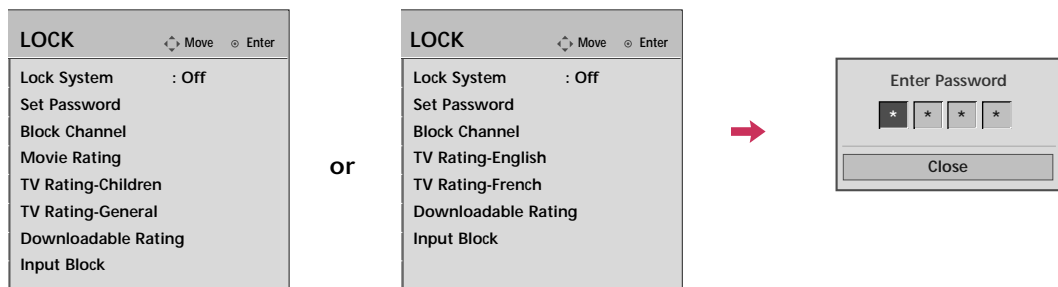 LOCK Move Enter
Lock System : Off
Set Password
Block Channel
Movie Rating
TV Rating-Children
TV Rating-General
Downloadable Rating
Input Block
or
LOCK Move Enter
Lock System : Off
Set Password
Block Channel
TV Rating-English
TV Rating-French
Downloadable Rating
Input Block
Enter Password
* * * *
Close